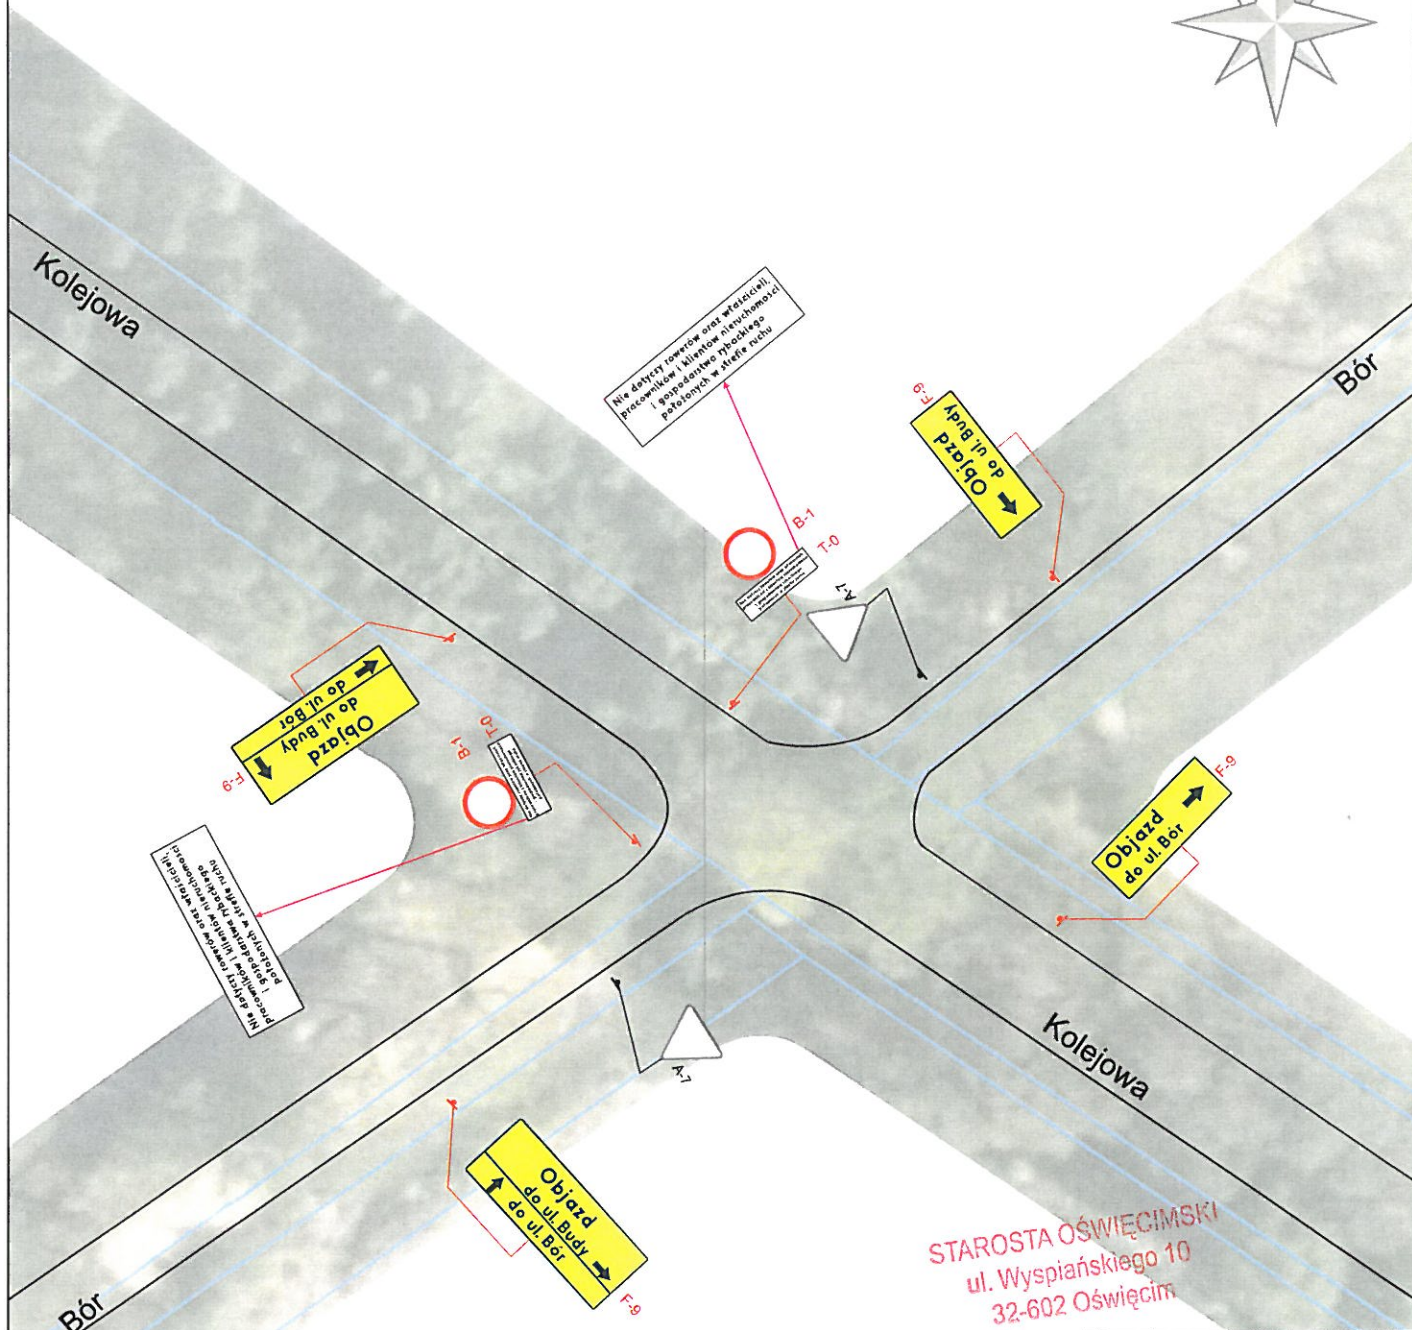 Kolejowa
Nie dotyczy rowerów oraz właścicieli,
pracowników i klientów nieruchomości
i gospodarstwa rybackiego
położonych w strefie ruchu
F-9
Objazd
do ul. Budy
Bór
B-1
T-0
A-7
Objazd
do ul. Budy
do ul. Bór
F-9
B-1
T-0
Nie dotyczy rowerów oraz właścicieli,
pracowników i klientów nieruchomości
i gospodarstwa rybackiego
położonych w strefie ruchu
F-9
Objazd
do ul. Bór
A-7
Kolejowa
Objazd
do ul. Budy
do ul. Bór
F-9
Bór
STAROSTA OŚWIĘCIMSKI
ul. Wyspiańskiego 10
32-602 Oświęcim